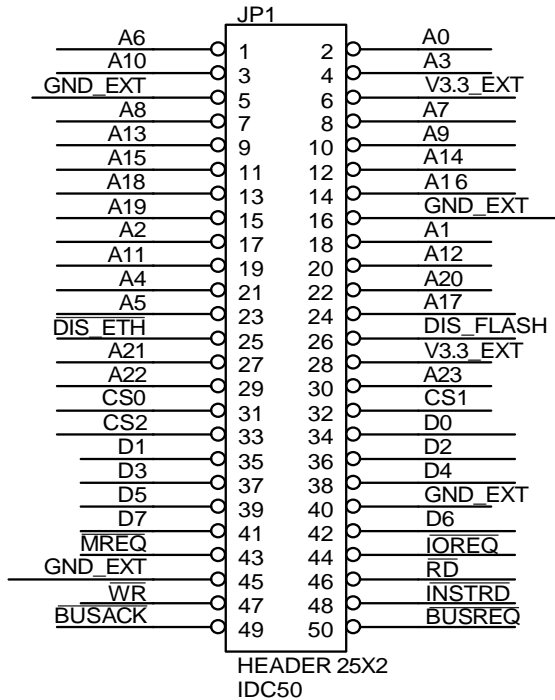 JP1
A6 1 2 A0
A10 3 4 A3
GND_EXT 5 6 V3.3_EXT
A8 7 8 A7
A13 9 10 A9
A15 11 12 A14
A18 13 14 A16
A19 15 16 GND_EXT
A2 17 18 A1
A11 19 20 A12
A4 21 22 A20
A5 23 24 A17
DIS_ETH 25 26 DIS_FLASH
A21 27 28 V3.3_EXT
A22 29 30 A23
CS0 31 32 CS1
CS2 33 34 D0
D1 35 36 D2
D3 37 38 D4
D5 39 40 GND_EXT
D7 41 42 D6
MREQ 43 44 IOREQ
GND_EXT 45 46 RD
WR 47 48 INSTRD
BUSACK 49 50 BUSREQ
HEADER 25X2
IDC50